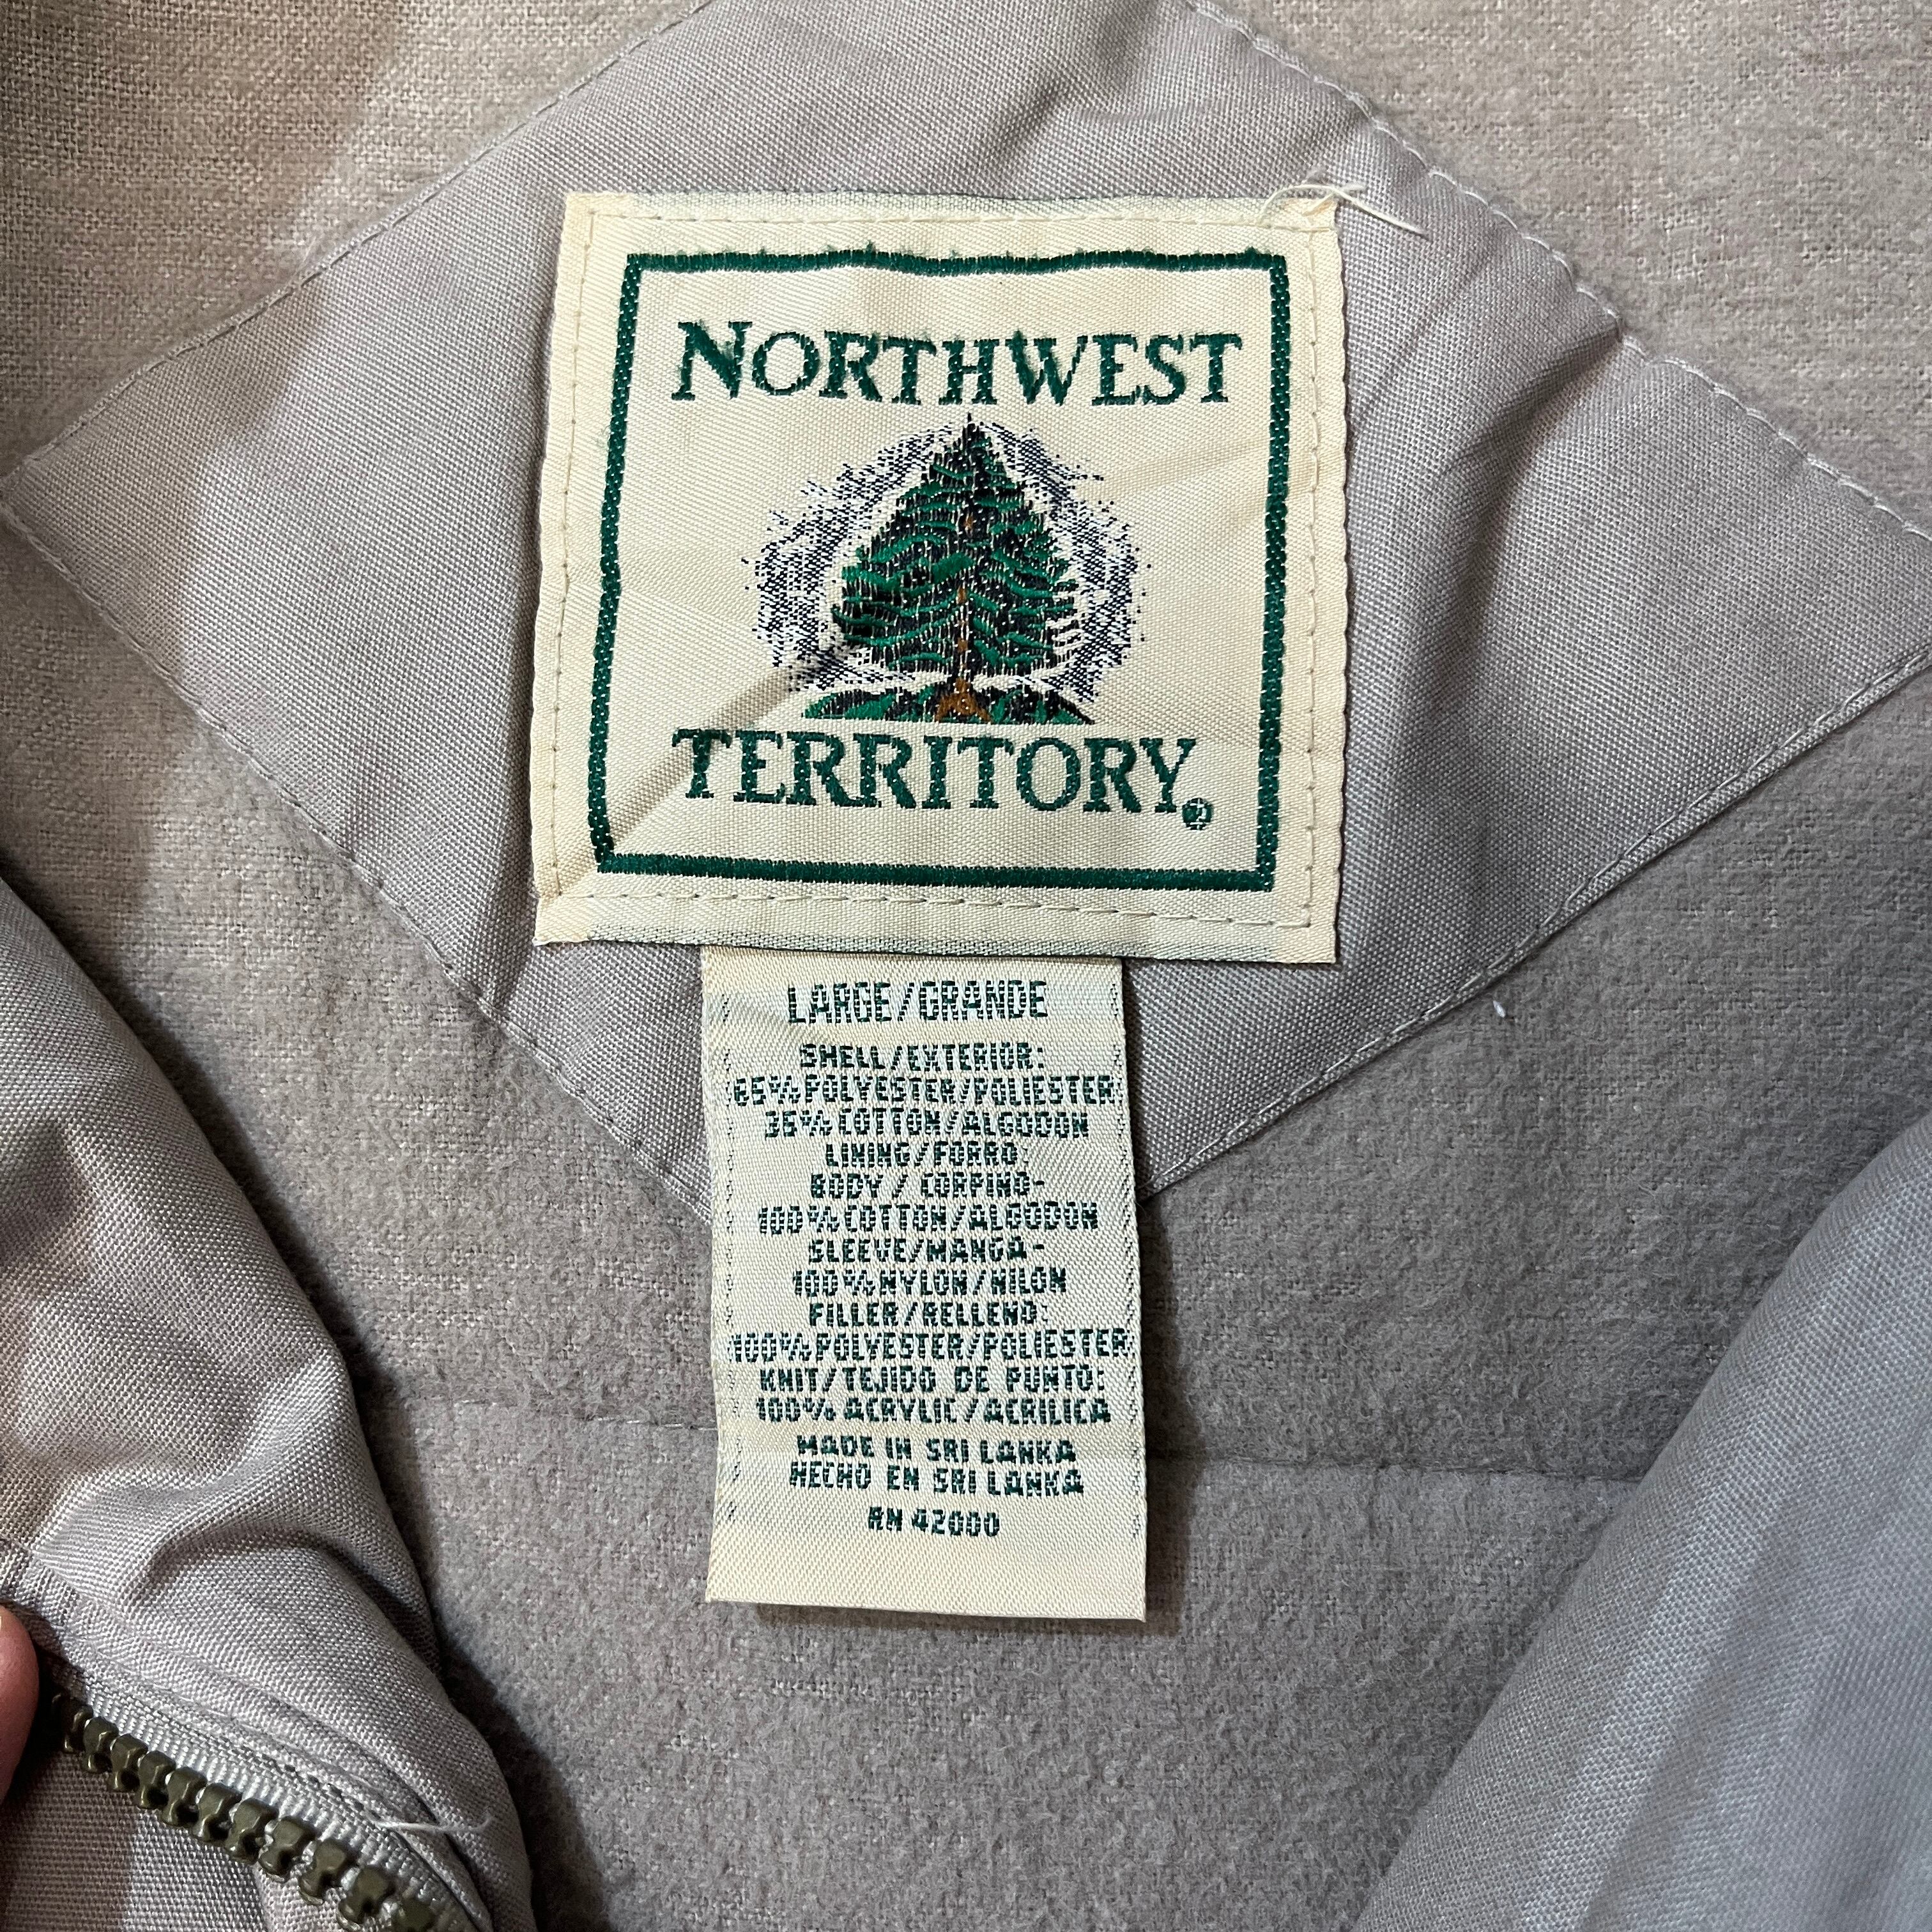 NORTHWEST
TERRITORY®
LARGE/GRANDE
SHELL/EXTERIOR:
65%POLYESTER/POLIESTER
35%COTTON/ALGODON
LINING/FORRO:
BODY/CORPINO-
100%COTTON/ALGODON
SLEEVE/MANGA-
100%NYLON/NILON
FILLER/RELLENO:
100%POLYESTER/POLIESTER
KNIT/TEJIDO DE PUNTO:
100% ACRYLIC/ACRILICA
MADE IN SRI LANKA
HECHO EN SRI LANKA
RN 42000